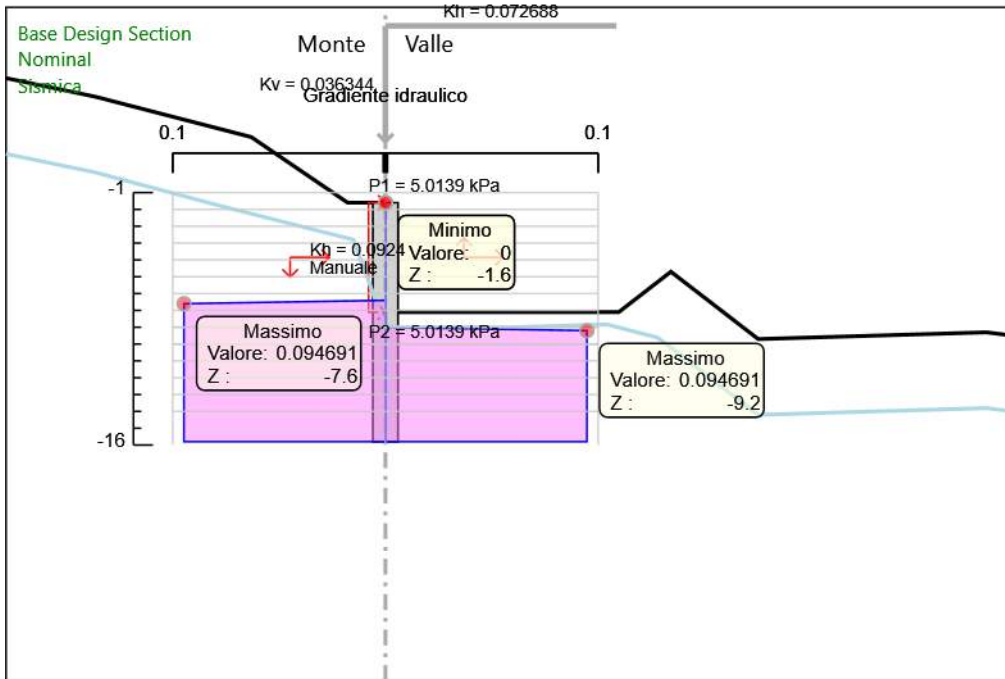 Kh = 0.072688
Base Design Section
Nominal
Sismica
Monte
Valle
Kv = 0.036344
Gradiente idraulico
0.1
0.1
-1
P1 = 5.0139 kPa
Minimo
Valore: 0
Z : -1.6
Kh = 0.0924
Manuale
Massimo
Valore: 0.094691
Z : -7.6
P2 = 5.0139 kPa
Massimo
Valore: 0.094691
Z : -9.2
-16